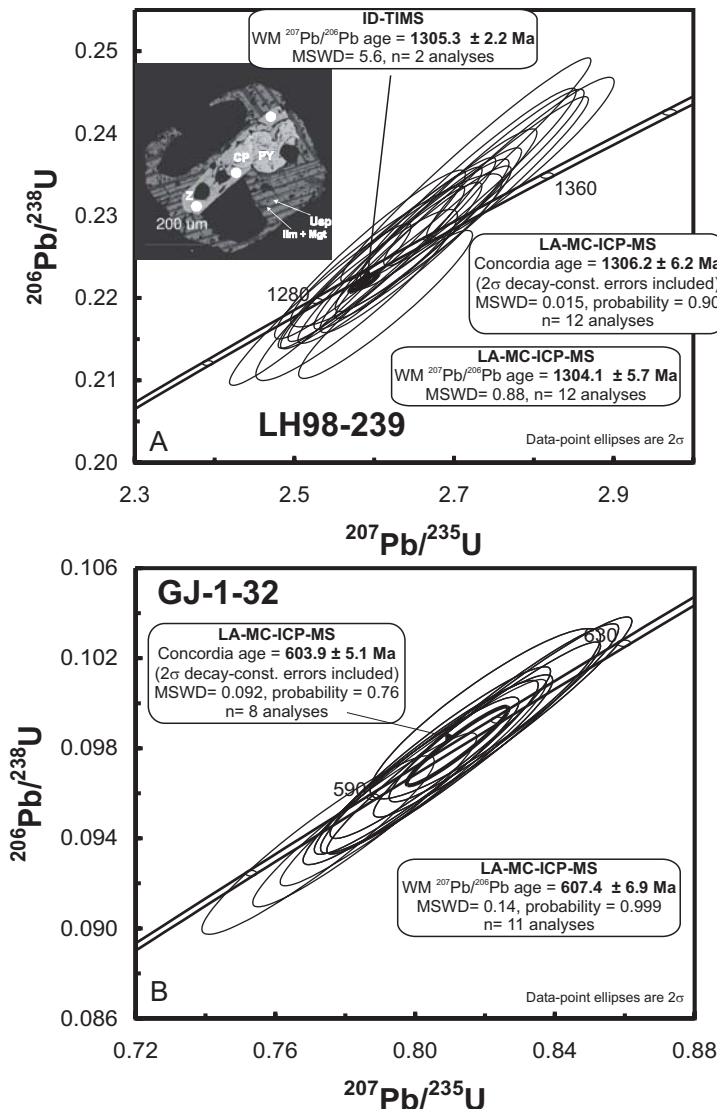 ID-TIMS
WM ²⁰⁷Pb/²⁰⁶Pb age = 1305.3 ± 2.2 Ma
MSWD= 5.6, n= 2 analyses
0.25
0.24
0.23
0.22
0.21
0.20
²⁰⁶Pb/²³⁸U
CP
PY
Z
200 µm
Usp
Ilm + Mgt
1360
1280
LA-MC-ICP-MS
Concordia age = 1306.2 ± 6.2 Ma
(2σ decay-const. errors included)
MSWD= 0.015, probability = 0.90
n= 12 analyses
LA-MC-ICP-MS
WM ²⁰⁷Pb/²⁰⁶Pb age = 1304.1 ± 5.7 Ma
MSWD= 0.88, n= 12 analyses
A
LH98-239
Data-point ellipses are 2σ
2.3 2.5 2.7 2.9
²⁰⁷Pb/²³⁵U
0.106
0.102
0.098
0.094
0.090
0.086
²⁰⁶Pb/²³⁸U
GJ-1-32
LA-MC-ICP-MS
Concordia age = 603.9 ± 5.1 Ma
(2σ decay-const. errors included)
MSWD= 0.092, probability = 0.76
n= 8 analyses
630
590
LA-MC-ICP-MS
WM ²⁰⁷Pb/²⁰⁶Pb age = 607.4 ± 6.9 Ma
MSWD= 0.14, probability = 0.999
n= 11 analyses
B
Data-point ellipses are 2σ
0.72 0.76 0.80 0.84 0.88
²⁰⁷Pb/²³⁵U